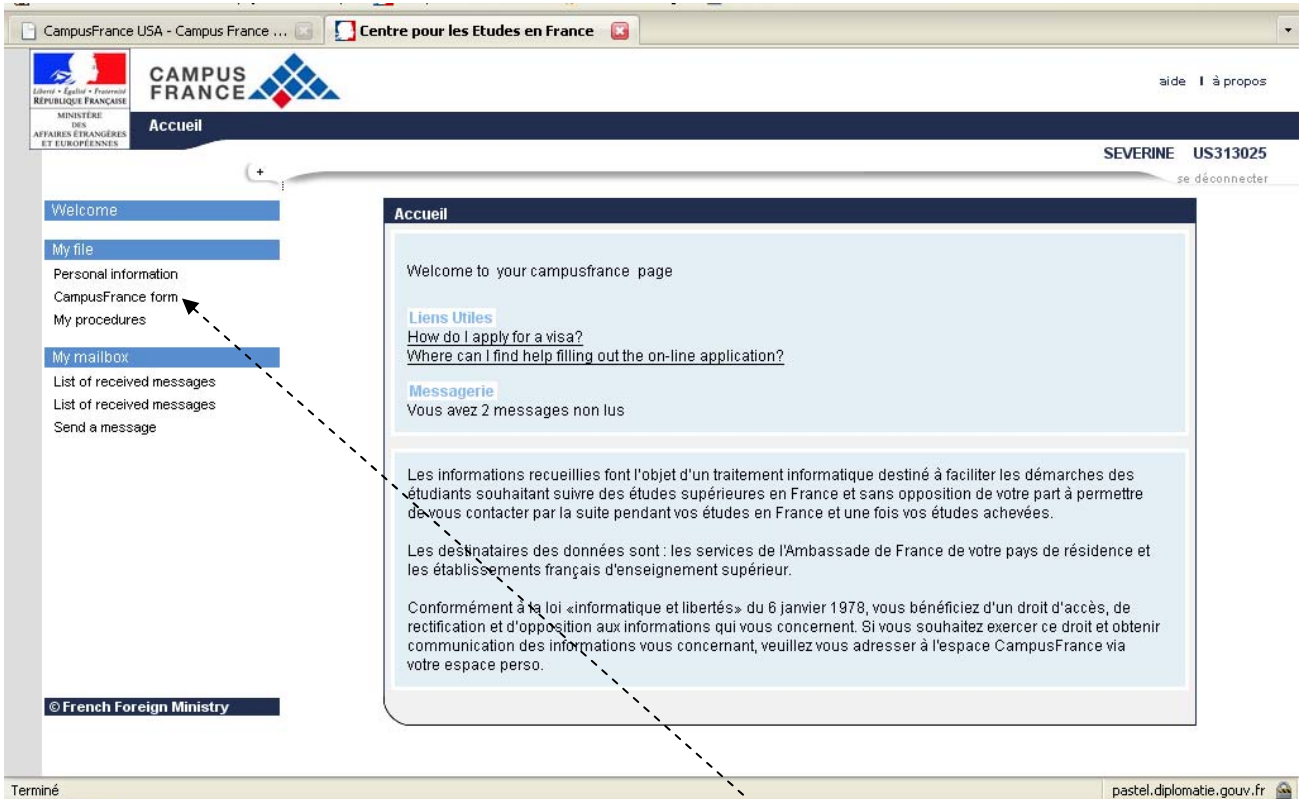 CampusFrance USA - Campus France ...
Centre pour les Etudes en France
Liberté • Égalité • Fraternité
RÉPUBLIQUE FRANÇAISE
MINISTÈRE
DES
AFFAIRES ÉTRANGÈRES
ET EUROPÉENNES
CAMPUS
FRANCE
aide I à propos
Accueil
SEVERINE US313025
se déconnecter
+
Welcome
My file
Personal information
CampusFrance form
My procedures
My mailbox
List of received messages
List of received messages
Send a message
© French Foreign Ministry
Accueil
Welcome to your campusfrance page
Liens Utiles
How do I apply for a visa?
Where can I find help filling out the on-line application?
Messagerie
Vous avez 2 messages non lus
Les informations recueillies font l'objet d'un traitement informatique destiné à faciliter les démarches des
étudiants souhaitant suivre des études supérieures en France et sans opposition de votre part à permettre
de vous contacter par la suite pendant vos études en France et une fois vos études achevées.
Les destinataires des données sont : les services de l'Ambassade de France de votre pays de résidence et
les établissements français d'enseignement supérieur.
Conformément à la loi «informatique et libertés» du 6 janvier 1978, vous bénéficiez d'un droit d'accès, de
rectification et d'opposition aux informations qui vous concernent. Si vous souhaitez exercer ce droit et obtenir
communication des informations vous concernant, veuillez vous adresser à l'espace CampusFrance via
votre espace perso.
Terminé
pastel.diplomatie.gouv.fr